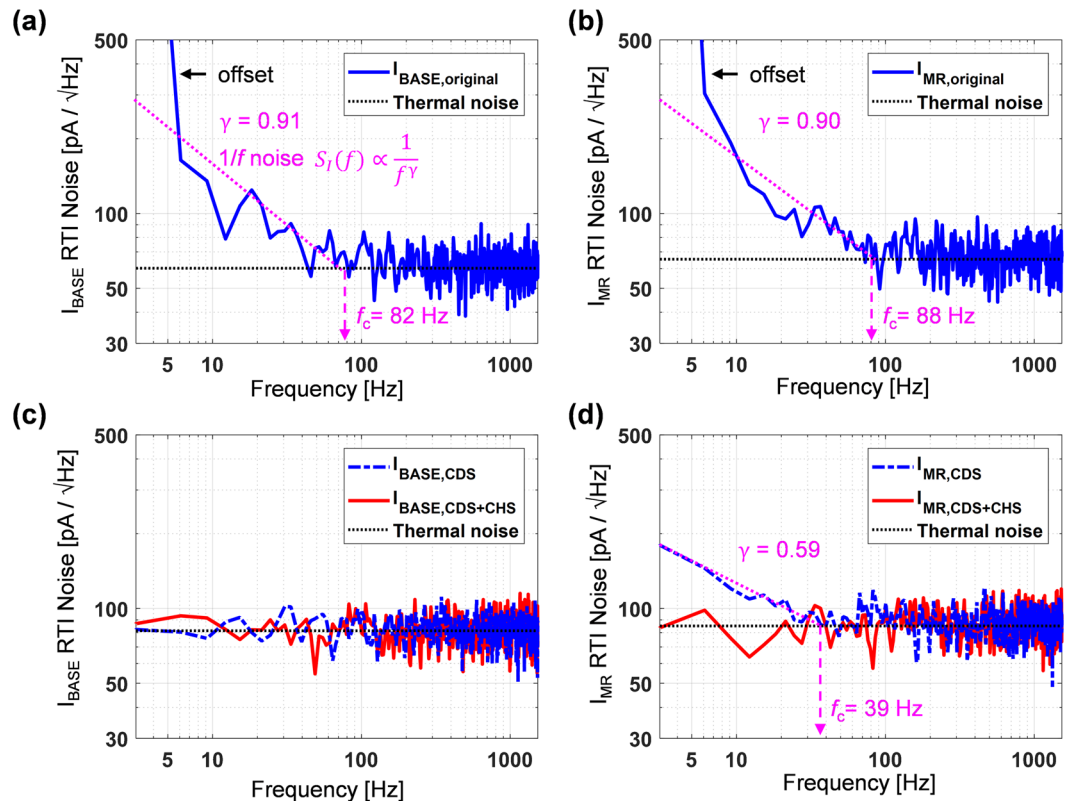 (a)
I_BASE RTI Noise [pA / √Hz]
500
100
50
30
offset
I_BASE,original
Thermal noise
γ = 0.91
1/f noise S_I(f) ∝ 1/f^γ
f_c= 82 Hz
5 10 100 1000
Frequency [Hz]
(b)
I_MR RTI Noise [pA / √Hz]
500
100
50
30
offset
I_MR,original
Thermal noise
γ = 0.90
f_c= 88 Hz
5 10 100 1000
Frequency [Hz]
(c)
I_BASE RTI Noise [pA / √Hz]
500
100
50
30
I_BASE,CDS
I_BASE,CDS+CHS
Thermal noise
5 10 100 1000
Frequency [Hz]
(d)
I_MR RTI Noise [pA / √Hz]
500
100
50
30
I_MR,CDS
I_MR,CDS+CHS
Thermal noise
γ = 0.59
f_c= 39 Hz
5 10 100 1000
Frequency [Hz]